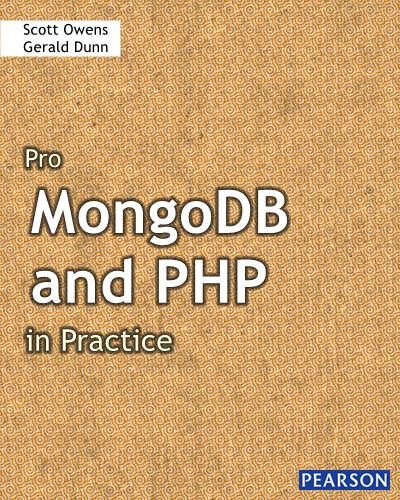 Scott Owens
Gerald Dunn
Pro
MongoDB
and PHP
in Practice
PEARSON